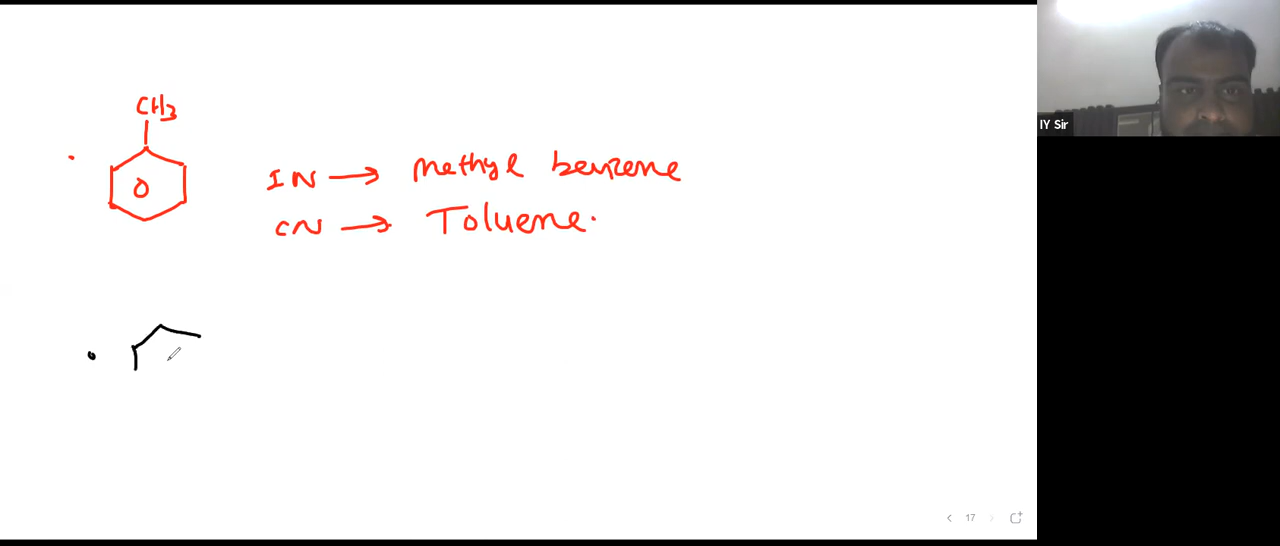 CH3
IN → Methyl benzene
CN → Toluene.
IY Sir
17